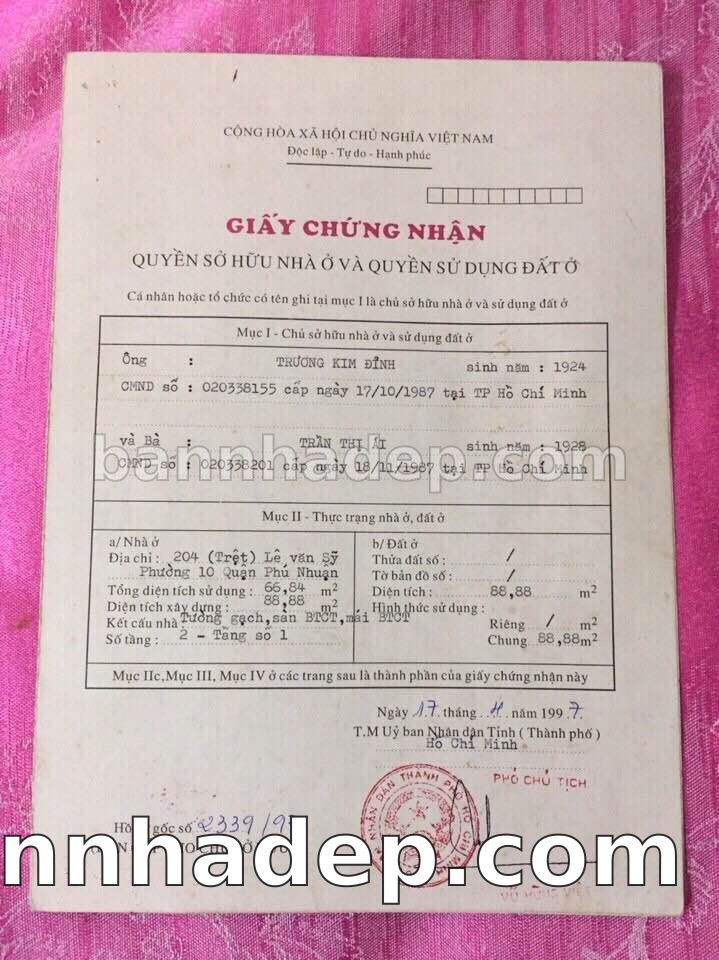 CỘNG HÒA XÃ HỘI CHỦ NGHĨA VIỆT NAM
Độc lập - Tự do - Hạnh phúc
GIẤY CHỨNG NHẬN
QUYỀN SỞ HỮU NHÀ Ở VÀ QUYỀN SỬ DỤNG ĐẤT Ở
Cá nhân hoặc tổ chức có tên ghi tại mục I là chủ sở hữu nhà ở và sử dụng đất ở
Mục I - Chủ sở hữu nhà ở và sử dụng đất ở
Ông : TRƯƠNG KIM ĐỈNH sinh năm : 1924
CMND số : 020338155 cấp ngày 17/10/1987 tại TP Hồ Chí Minh
và Bà : TRẦN THỊ ÁI sinh năm : 1928
bannhadep.com
CMND số : 020338201 cấp ngày 18/11/1987 tại TP Hồ Chí Minh
Mục II - Thực trạng nhà ở, đất ở
a/ Nhà ở
Địa chỉ : 204 (Trệt) Lê văn Sỹ
Phường 10 Quận Phú Nhuận
Tổng diện tích sử dụng : 66,84 m2
Diện tích xây dựng : 88,88 m2
Kết cấu nhà : Tường gạch, sàn BTCT, mái BTCT
Số tầng : 2 - Tầng số 1
b/ Đất ở
Thửa đất số : /
Tờ bản đồ số : /
Diện tích : 88,88 m2
Hình thức sử dụng :
Riêng / m2
Chung 88,88m2
Mục IIc, Mục III, Mục IV ở các trang sau là thành phần của giấy chứng nhận này
Ngày 17 tháng 4 năm 1997
T,M Uỷ ban Nhân dân Tỉnh ( Thành phố )
Hồ Chí Minh
PHÓ CHỦ TỊCH
Hồ gốc số 2339/9
nnhadep.com